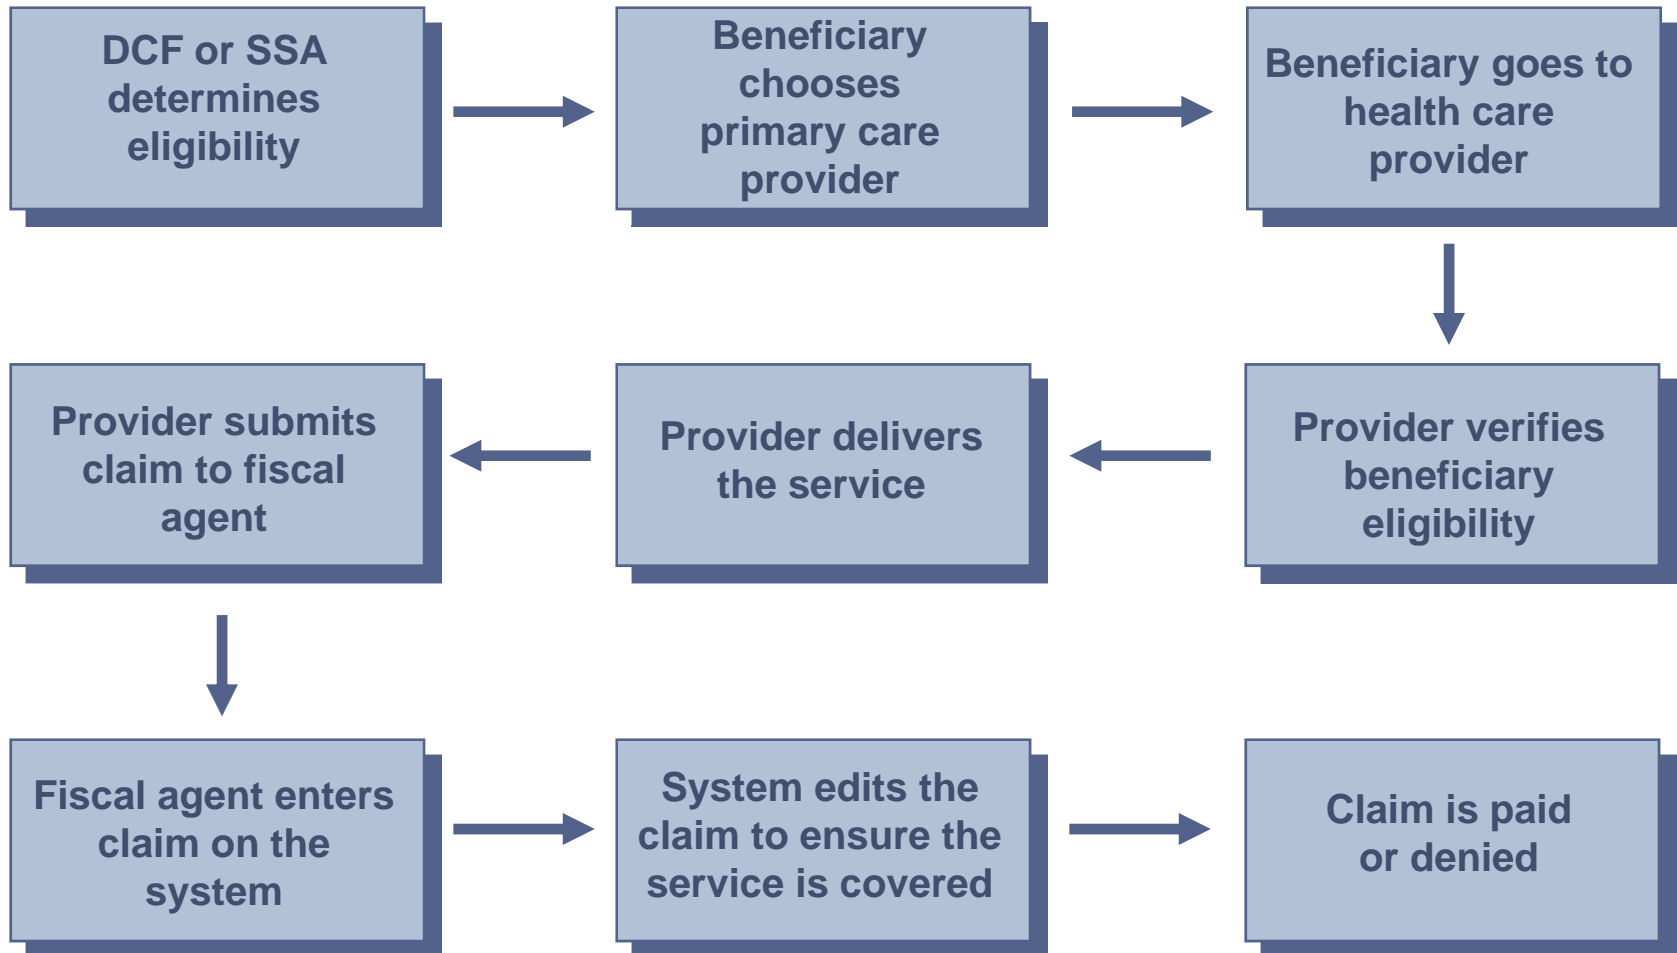 DCF or SSA
determines
eligibility
Beneficiary
chooses
primary care
provider
Beneficiary goes to
health care
provider
Provider verifies
beneficiary
eligibility
Provider delivers
the service
Provider submits
claim to fiscal
agent
Fiscal agent enters
claim on the
system
System edits the
claim to ensure the
service is covered
Claim is paid
or denied